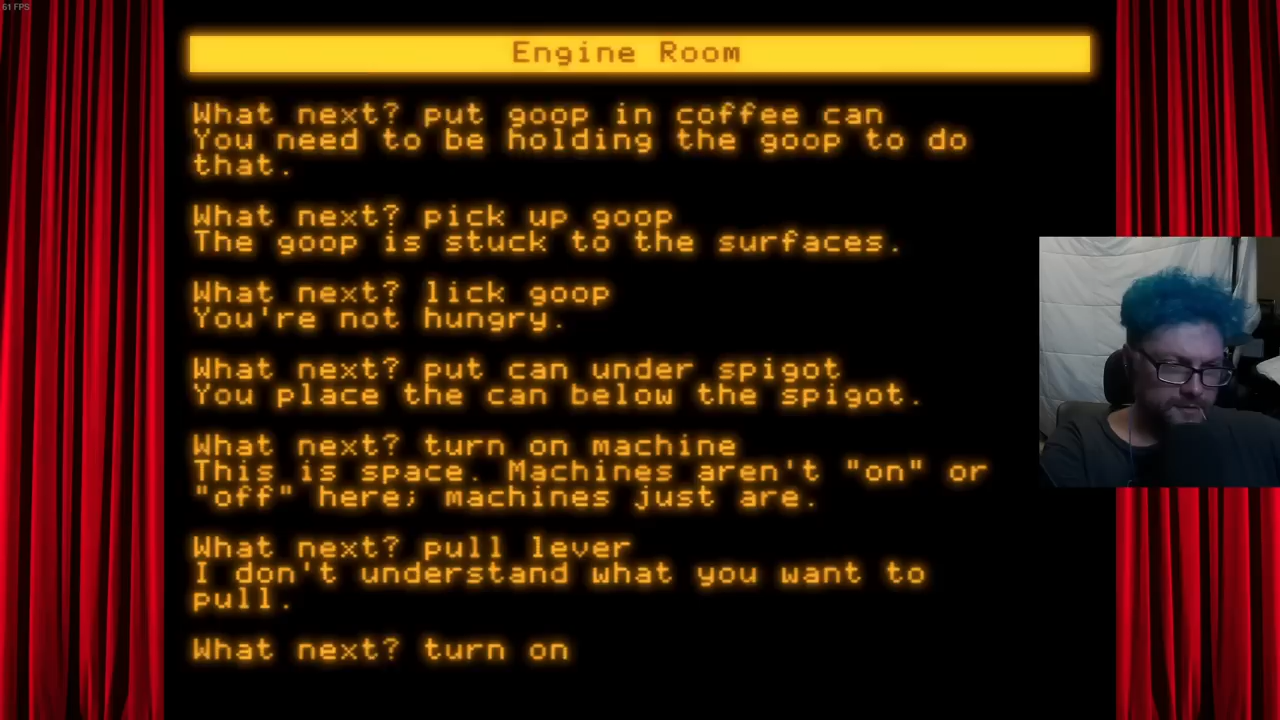 61 FPS
Engine Room
What next? put goop in coffee can
You need to be holding the goop to do
that.
What next? pick up goop
The goop is stuck to the surfaces.
What next? lick goop
You're not hungry.
What next? put can under spigot
You place the can below the spigot.
What next? turn on machine
This is space. Machines aren't "on" or
"off" here; machines just are.
What next? pull lever
I don't understand what you want to
pull.
What next? turn on